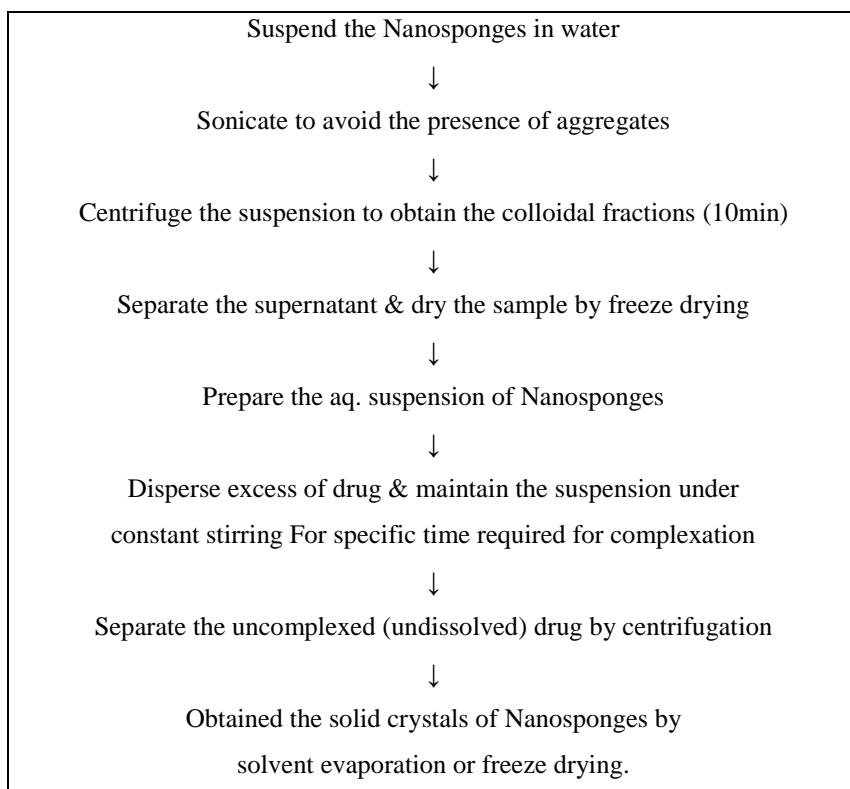 Suspend the Nanosponges in water
↓
Sonicate to avoid the presence of aggregates
↓
Centrifuge the suspension to obtain the colloidal fractions (10min)
↓
Separate the supernatant & dry the sample by freeze drying
↓
Prepare the aq. suspension of Nanosponges
↓
Disperse excess of drug & maintain the suspension under
constant stirring For specific time required for complexation
↓
Separate the uncomplexed (undissolved) drug by centrifugation
↓
Obtained the solid crystals of Nanosponges by
solvent evaporation or freeze drying.